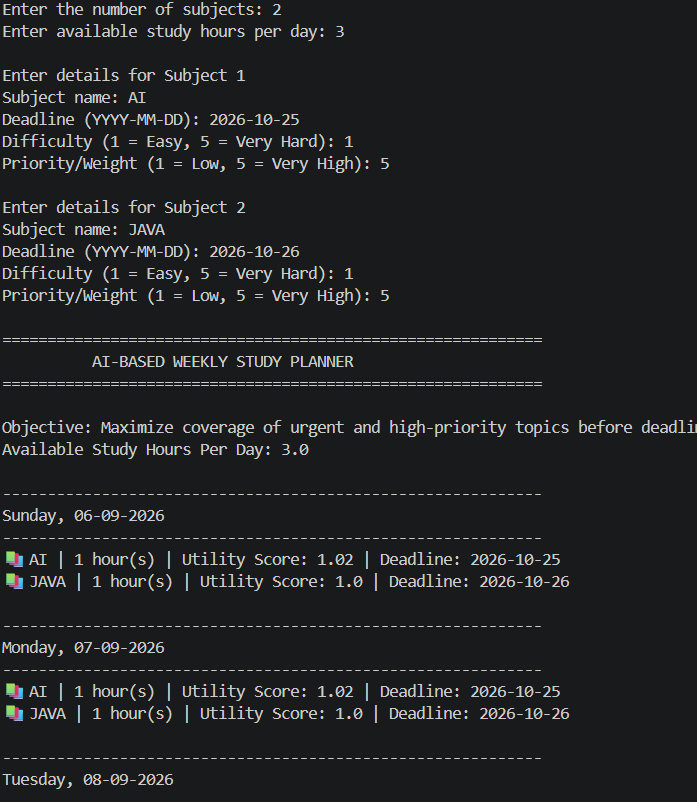 Enter the number of subjects: 2
Enter available study hours per day: 3
Enter details for Subject 1
Subject name: AI
Deadline (YYYY-MM-DD): 2026-10-25
Difficulty (1 = Easy, 5 = Very Hard): 1
Priority/Weight (1 = Low, 5 = Very High): 5
Enter details for Subject 2
Subject name: JAVA
Deadline (YYYY-MM-DD): 2026-10-26
Difficulty (1 = Easy, 5 = Very Hard): 1
Priority/Weight (1 = Low, 5 = Very High): 5
============================================================
AI-BASED WEEKLY STUDY PLANNER
============================================================
Objective: Maximize coverage of urgent and high-priority topics before
Available Study Hours Per Day: 3.0
------------------------------------------------------------
Sunday, 06-09-2026
------------------------------------------------------------
📚 AI | 1 hour(s) | Utility Score: 1.02 | Deadline: 2026-10-25
📚 JAVA | 1 hour(s) | Utility Score: 1.0 | Deadline: 2026-10-26
------------------------------------------------------------
Monday, 07-09-2026
------------------------------------------------------------
📚 AI | 1 hour(s) | Utility Score: 1.02 | Deadline: 2026-10-25
📚 JAVA | 1 hour(s) | Utility Score: 1.0 | Deadline: 2026-10-26
------------------------------------------------------------
Tuesday, 08-09-2026